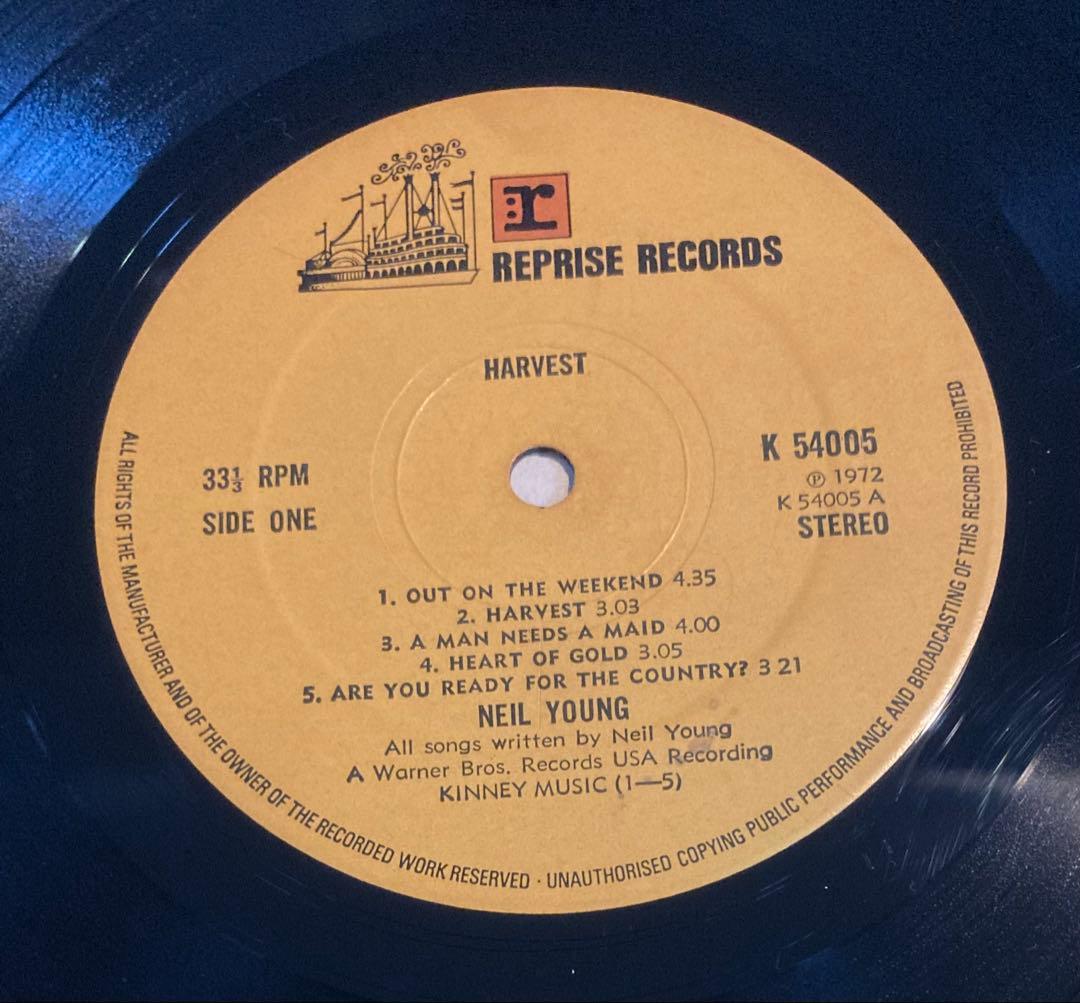 r
REPRISE RECORDS
HARVEST
33⅓ RPM
SIDE ONE
K 54005
℗ 1972
K 54005 A
STEREO
1. OUT ON THE WEEKEND 4.35
2. HARVEST 3.03
3. A MAN NEEDS A MAID 4.00
4. HEART OF GOLD 3.05
5. ARE YOU READY FOR THE COUNTRY? 3 21
NEIL YOUNG
All songs written by Neil Young
A Warner Bros. Records USA Recording
KINNEY MUSIC (1—5)
ALL RIGHTS OF THE MANUFACTURER AND OF THE OWNER OF THE RECORDED WORK RESERVED · UNAUTHORISED COPYING PUBLIC PERFORMANCE AND BROADCASTING OF THIS RECORD PROHIBITED